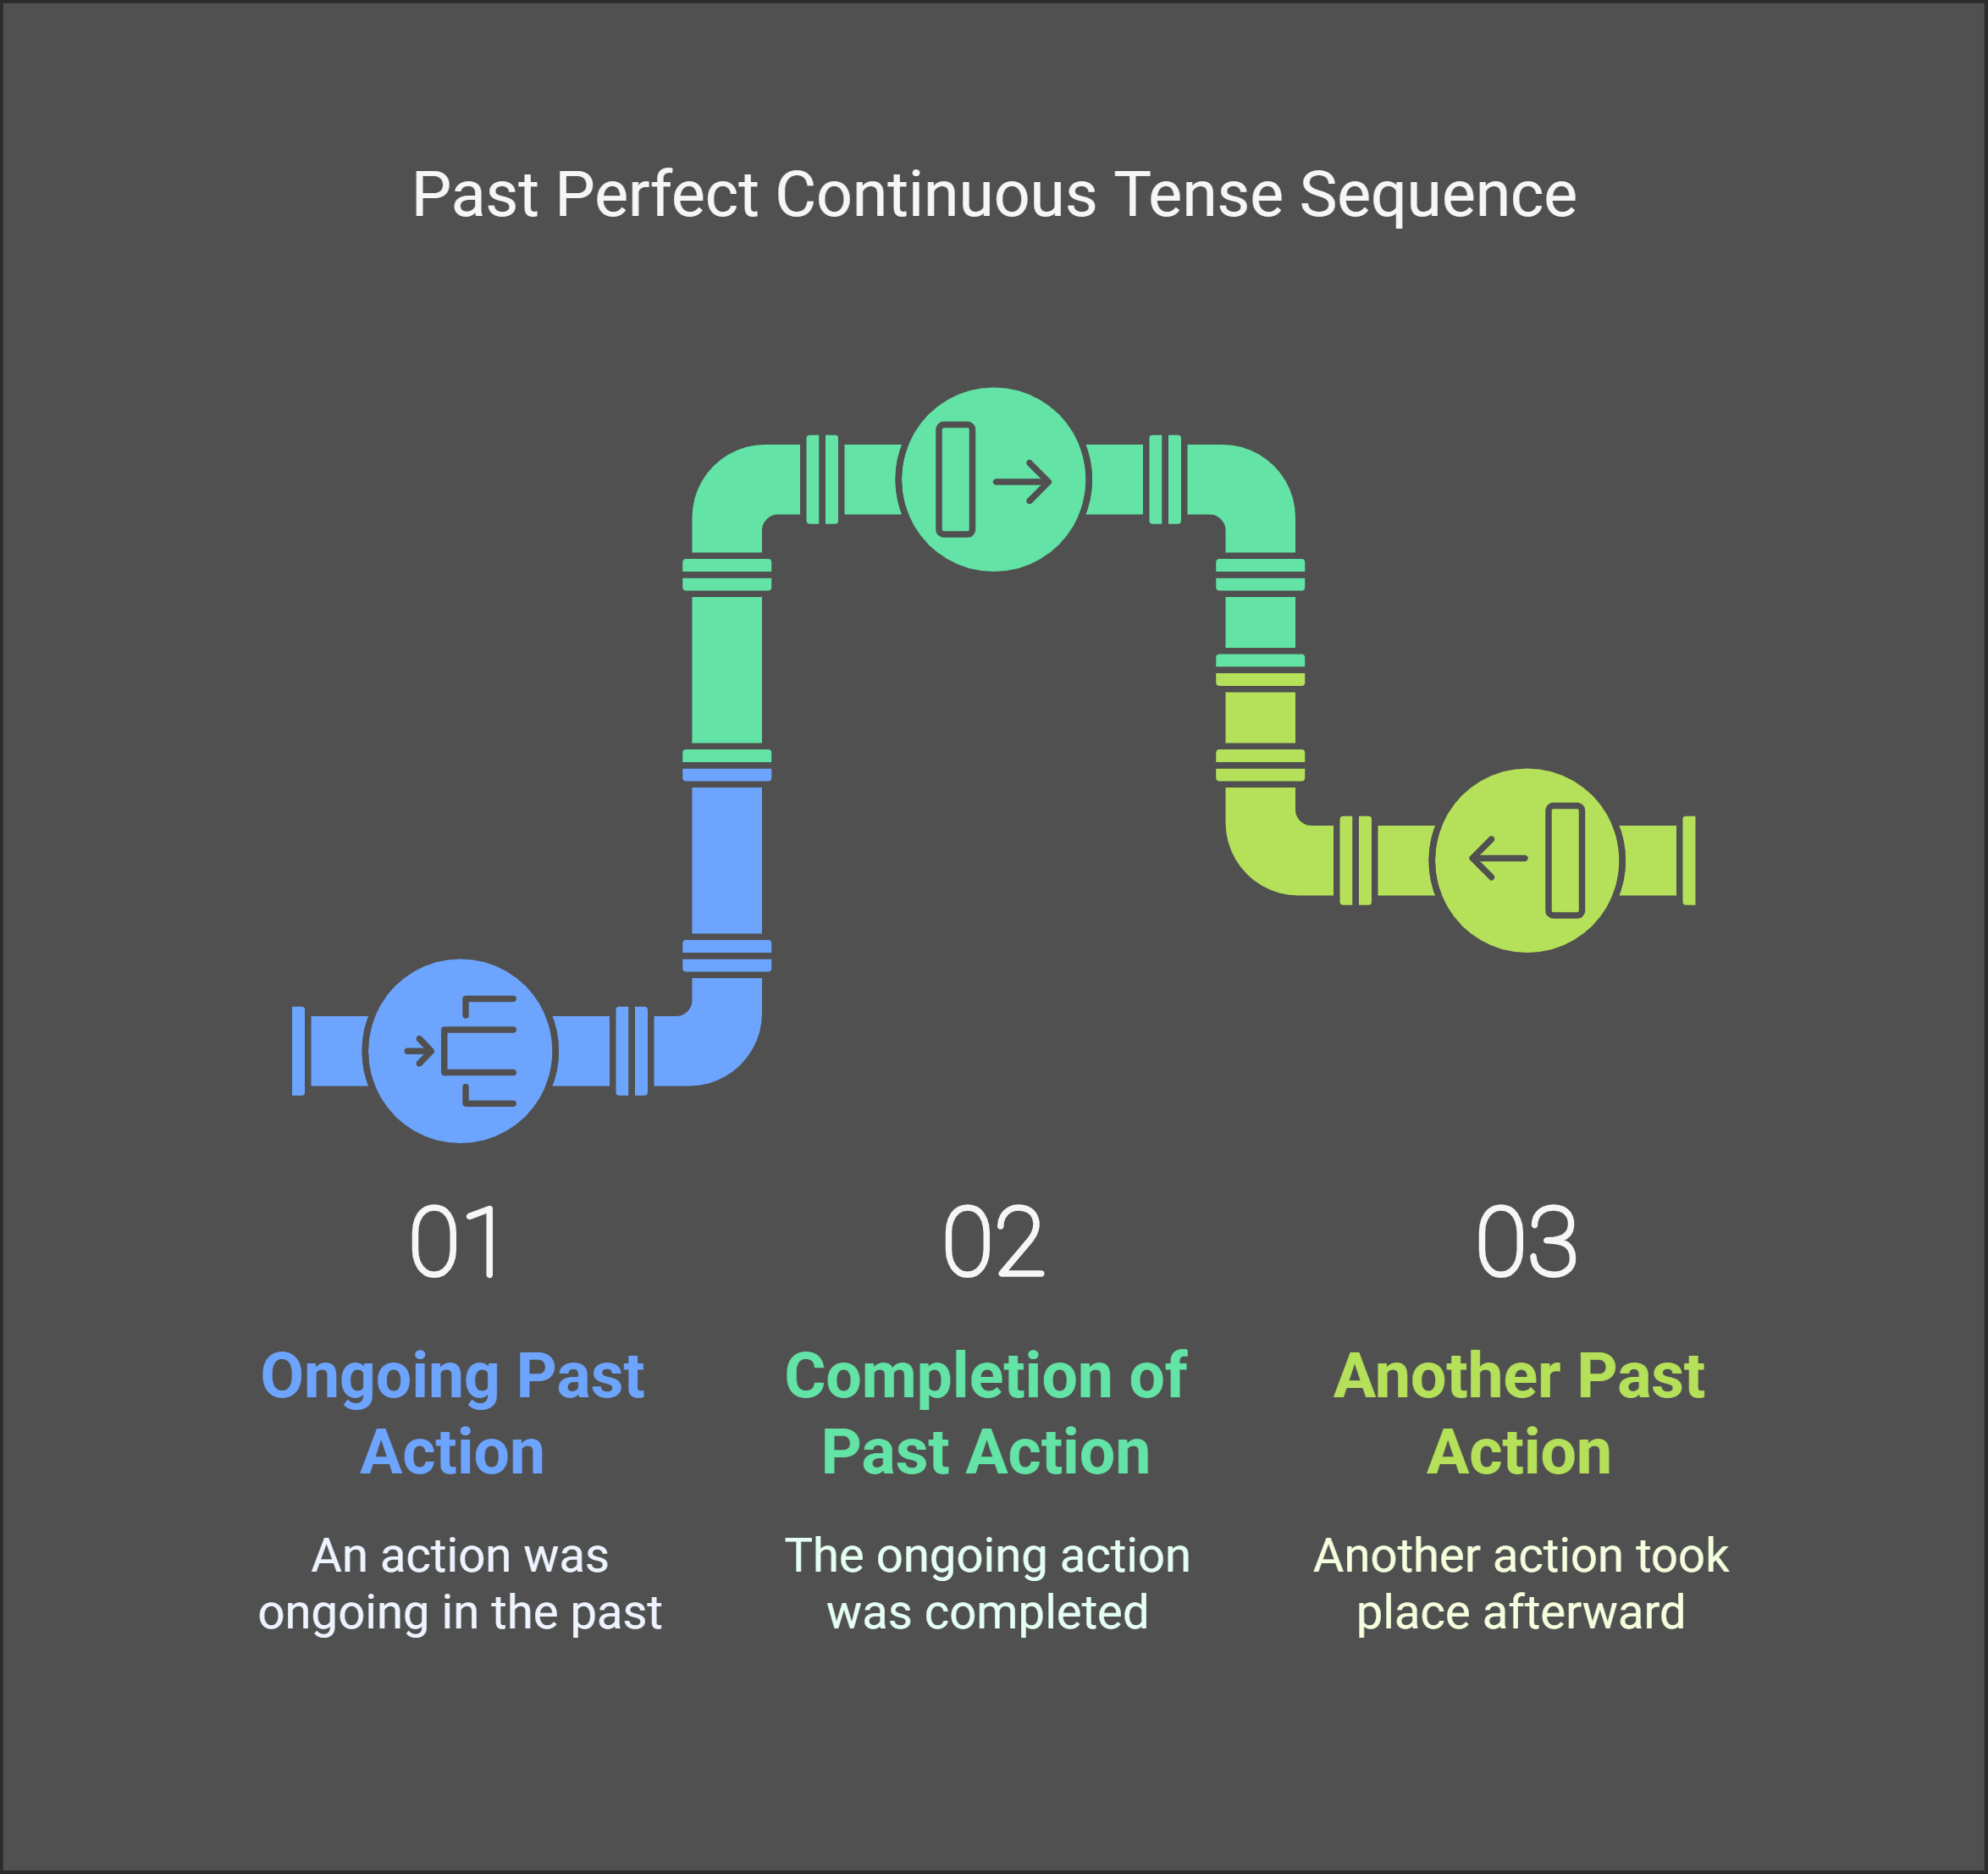 Past Perfect Continuous Tense Sequence
01
Ongoing Past
Action
An action was
ongoing in the past
02
Completion of
Past Action
The ongoing action
was completed
03
Another Past
Action
Another action took
place afterward